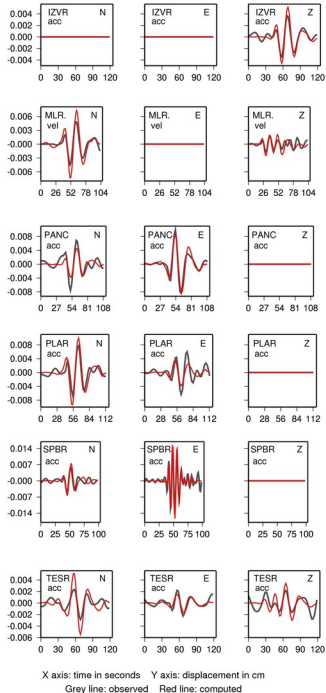 IZVR N IZVR E IZVR Z
acc acc acc
0.004
0.002
-0.000
-0.002
-0.004
0 30 60 90 120 0 30 60 90 120 0 30 60 90 120
MLR. N MLR. E MLR. Z
vel vel vel
0.006
0.003
-0.000
-0.003
-0.006
0 26 52 78 104 0 26 52 78 104 0 26 52 78 104
PANC N PANC E PANC Z
acc acc acc
0.008
0.004
-0.000
-0.004
-0.008
0 27 54 81 108 0 27 54 81 108 0 27 54 81 108
PLAR N PLAR E PLAR Z
acc acc acc
0.008
0.004
-0.000
-0.004
-0.008
0 28 56 84 112 0 28 56 84 112 0 28 56 84 112
SPBR N SPBR E SPBR Z
acc acc acc
0.014
0.007
-0.000
-0.007
-0.014
0 25 50 75 100 0 25 50 75 100 0 25 50 75 100
TESR N TESR E TESR Z
acc acc acc
0.004
0.002
-0.000
-0.002
-0.004
-0.006
0 30 60 90 120 0 30 60 90 120 0 30 60 90 120
X axis: time in seconds Y axis: displacement in cm
Grey line: observed Red line: computed